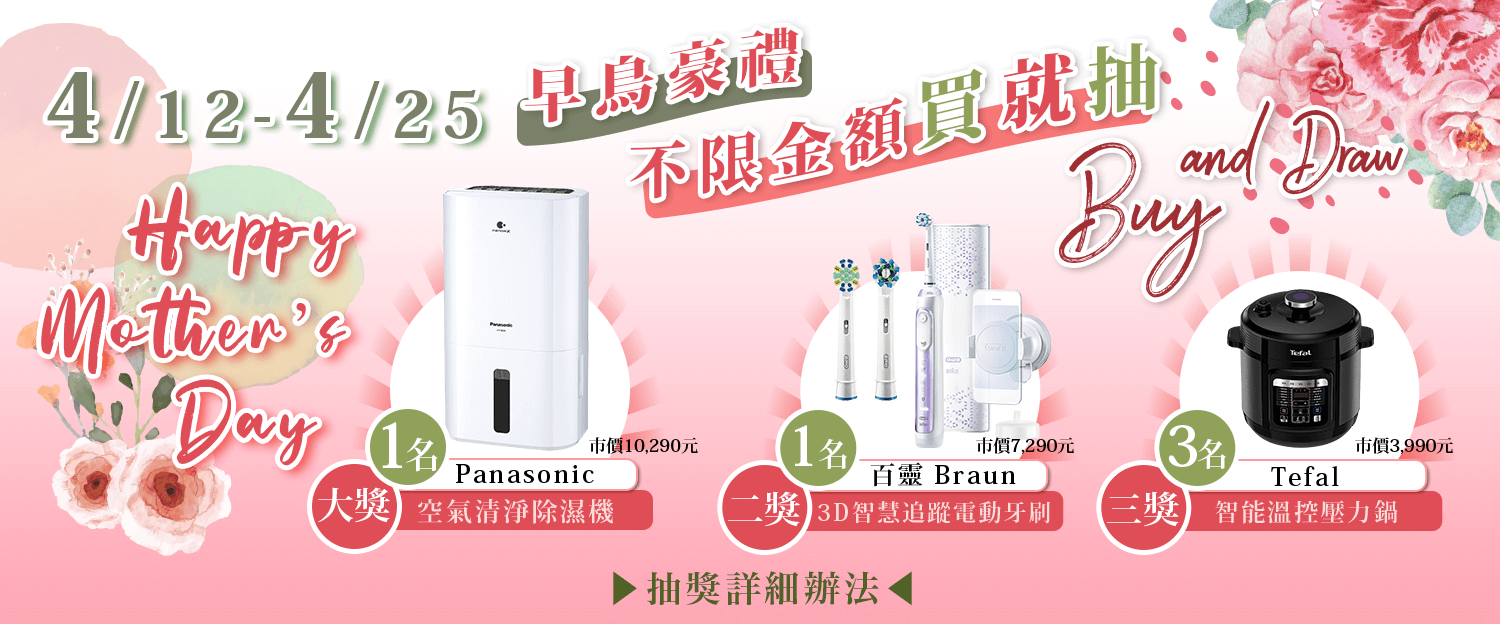 4/12-4/25
早鳥豪禮
不限金額買就抽
Buy and Draw
Happy
Mother's
Day
Panasonic
1名
市價10,290元
Panasonic
大獎
空氣清淨除濕機
1名
市價7,290元
百靈 Braun
二獎
3D智慧追蹤電動牙刷
Tefal
3名
市價3,990元
Tefal
三獎
智能溫控壓力鍋
▶抽獎詳細辦法◀